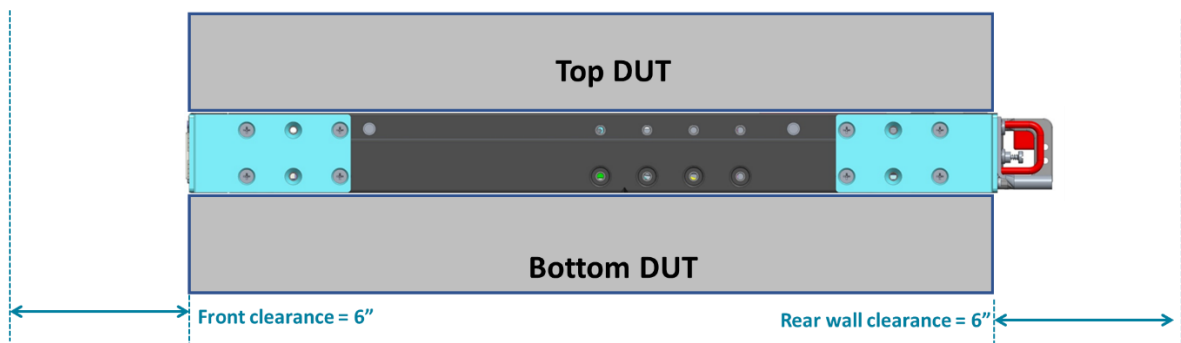 Top DUT
Bottom DUT
Front clearance = 6”
Rear wall clearance = 6”